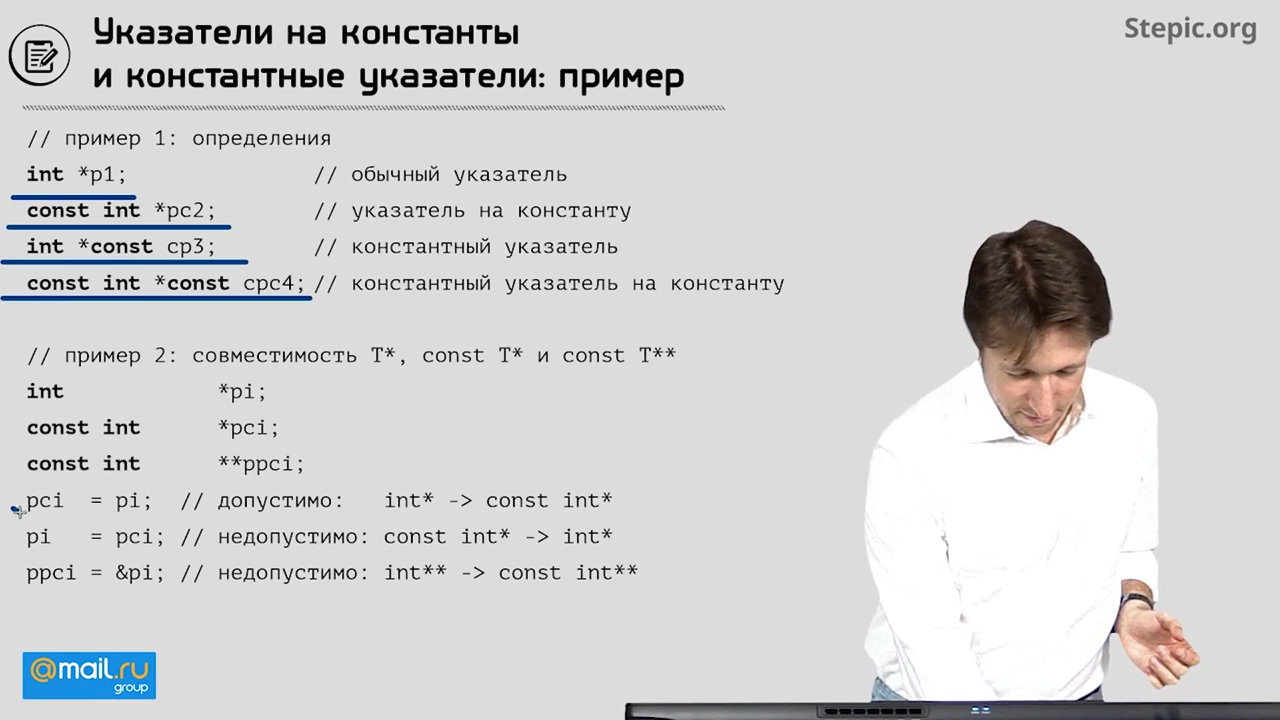 Указатели на константы
и константные указатели: пример
Stepic.org
// пример 1: определения
int *p1; // обычный указатель
const int *pc2; // указатель на константу
int *const cp3; // константный указатель
const int *const cpc4; // константный указатель на константу
// пример 2: совместимость T*, const T* и const T**
int *pi;
const int *pci;
const int **ppci;
pci = pi; // допустимо: int* -> const int*
pi = pci; // недопустимо: const int* -> int*
ppci = &pi; // недопустимо: int** -> const int**
@mail.ru
group